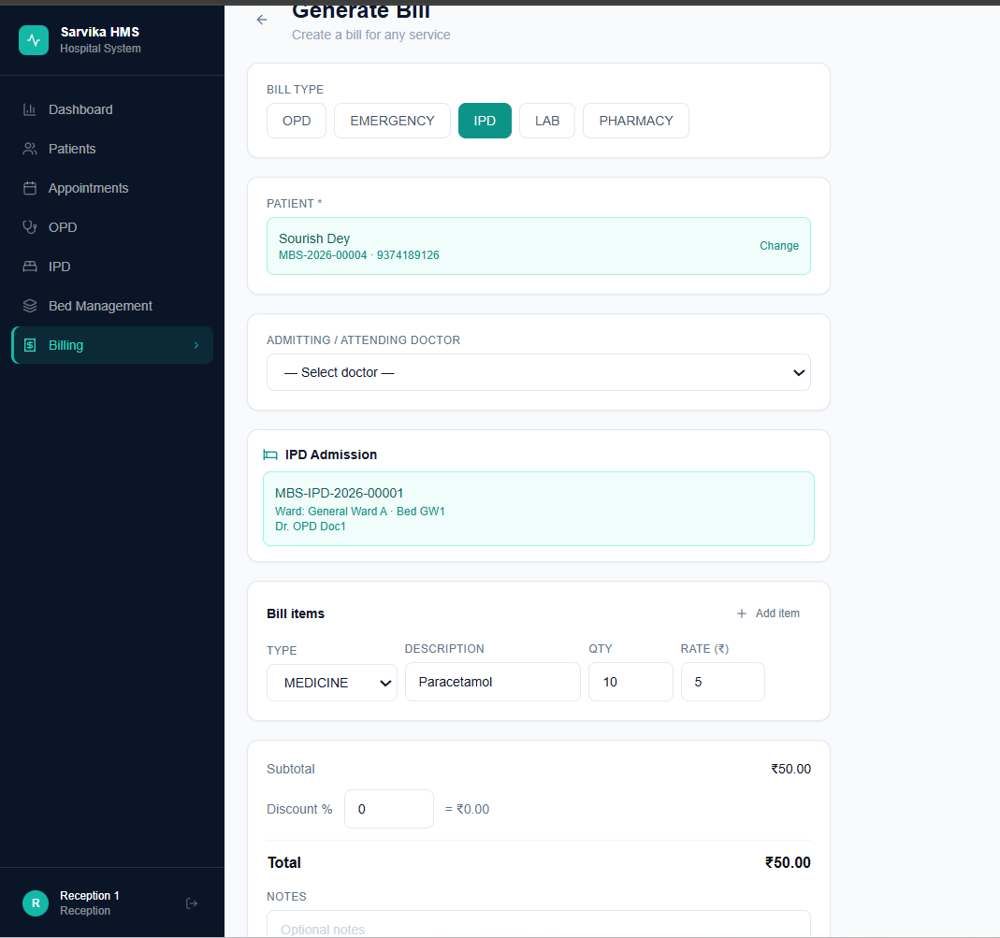 Sarvika HMS
Hospital System
Dashboard
Patients
Appointments
OPD
IPD
Bed Management
Billing
R
Reception 1
Reception
Generate Bill
Create a bill for any service
BILL TYPE
OPD EMERGENCY IPD LAB PHARMACY
PATIENT *
Sourish Dey
MBS-2026-00004 · 9374189126
Change
ADMITTING / ATTENDING DOCTOR
— Select doctor —
IPD Admission
MBS-IPD-2026-00001
Ward: General Ward A · Bed GW1
Dr. OPD Doc1
Bill items + Add item
TYPE DESCRIPTION QTY RATE (₹)
MEDICINE Paracetamol 10 5
Subtotal ₹50.00
Discount % 0 = ₹0.00
Total ₹50.00
NOTES
Optional notes